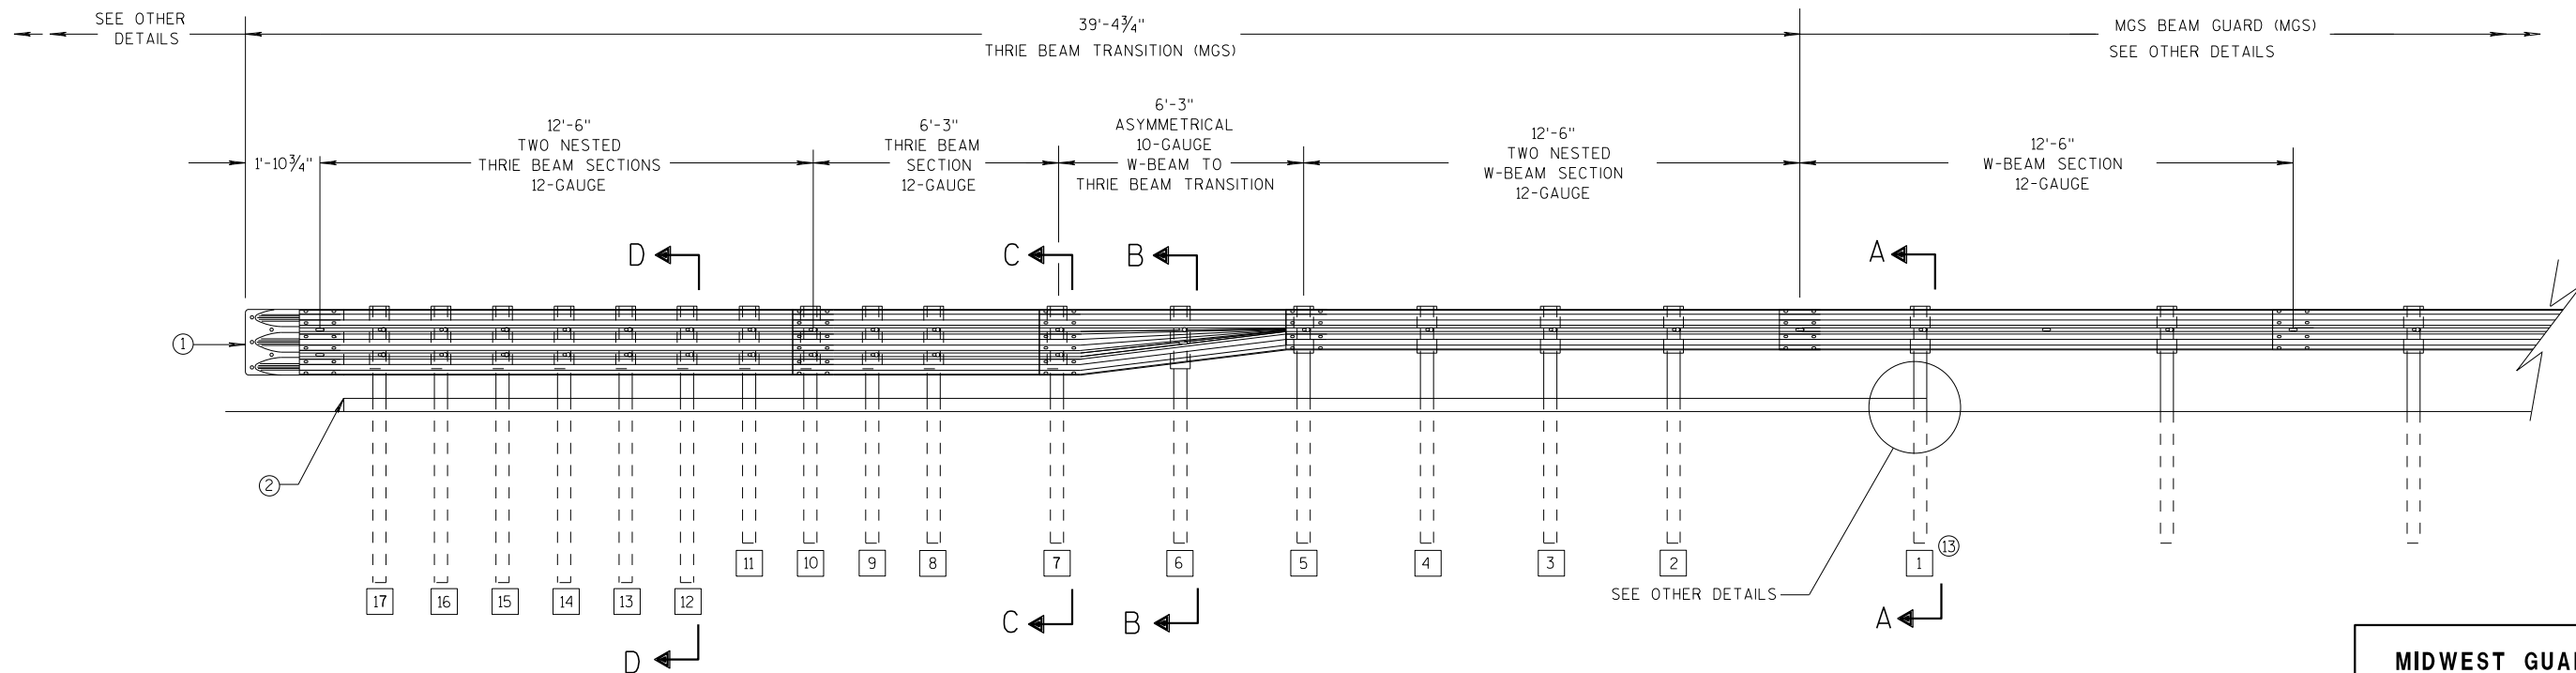 SEE OTHER
DETAILS
39'-4¾"
THRIE BEAM TRANSITION (MGS)
MGS BEAM GUARD (MGS)
SEE OTHER DETAILS
1'-10¾"
12'-6"
TWO NESTED
THRIE BEAM SECTIONS
12-GAUGE
6'-3"
THRIE BEAM
SECTION
12-GAUGE
6'-3"
ASYMMETRICAL
10-GAUGE
W-BEAM TO
THRIE BEAM TRANSITION
12'-6"
TWO NESTED
W-BEAM SECTION
12-GAUGE
12'-6"
W-BEAM SECTION
12-GAUGE
D
C
B
A
1
2
11
10
9
8
7
6
5
4
3
2
1
13
17
16
15
14
13
12
SEE OTHER DETAILS
C
B
A
D
MIDWEST